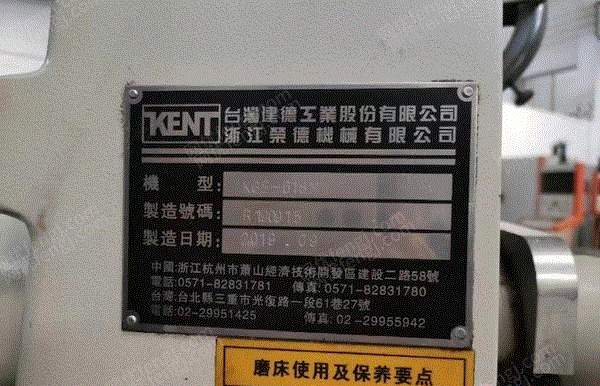 KENT
台灣建德工業股份有限公司
浙江榮德機械有限公司
機 型:
製造號碼:
製造日期: 2019.09
中國:浙江杭州市蕭山經濟技術開發區建設二路58號
電話:0571-82831781 傳真:0571-82831780
台灣:台北縣三重市光復路一段61巷27號
電話:02-29951425 傳真:02-29955942
磨床使用及保养要点